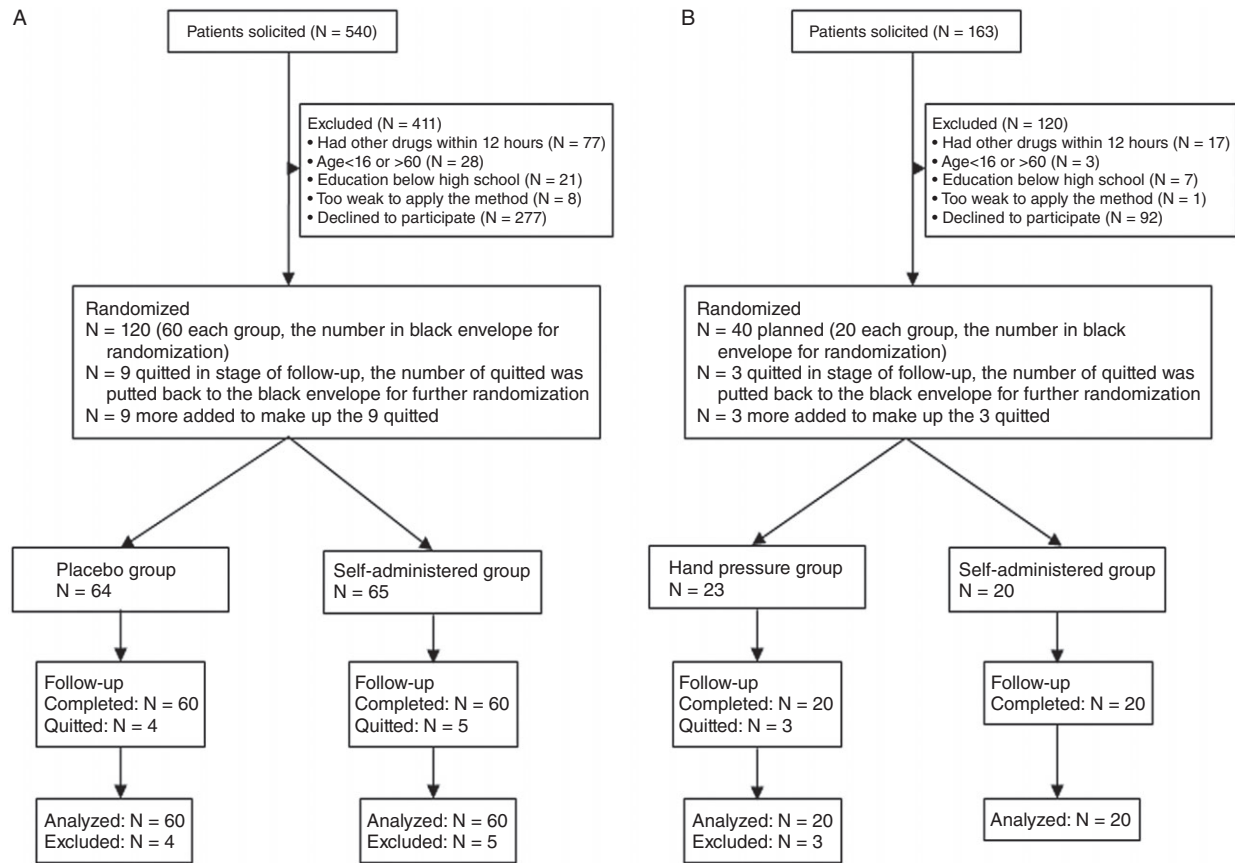 A
Patients solicited (N = 540)
Excluded (N = 411)
• Had other drugs within 12 hours (N = 77)
• Age<16 or >60 (N = 28)
• Education below high school (N = 21)
• Too weak to apply the method (N = 8)
• Declined to participate (N = 277)
Randomized
N = 120 (60 each group, the number in black envelope for
randomization)
N = 9 quitted in stage of follow-up, the number of quitted was
putted back to the black envelope for further randomization
N = 9 more added to make up the 9 quitted
Placebo group
N = 64
Self-administered group
N = 65
Follow-up
Completed: N = 60
Quitted: N = 4
Follow-up
Completed: N = 60
Quitted: N = 5
Analyzed: N = 60
Excluded: N = 4
Analyzed: N = 60
Excluded: N = 5
B
Patients solicited (N = 163)
Excluded (N = 120)
• Had other drugs within 12 hours (N = 17)
• Age<16 or >60 (N = 3)
• Education below high school (N = 7)
• Too weak to apply the method (N = 1)
• Declined to participate (N = 92)
Randomized
N = 40 planned (20 each group, the number in black
envelope for randomization)
N = 3 quitted in stage of follow-up, the number of quitted was
putted back to the black envelope for further randomization
N = 3 more added to make up the 3 quitted
Hand pressure group
N = 23
Self-administered group
N = 20
Follow-up
Completed: N = 20
Quitted: N = 3
Follow-up
Completed: N = 20
Analyzed: N = 20
Excluded: N = 3
Analyzed: N = 20